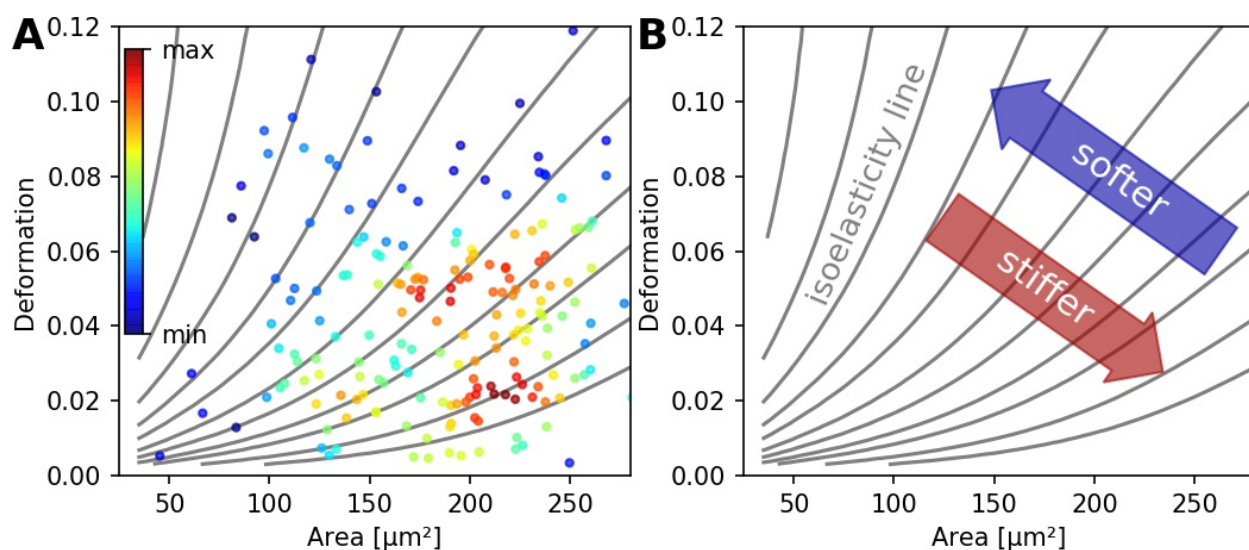 A
max
min
0.12
0.10
0.08
0.06
0.04
0.02
0.00
Deformation
50
100
150
200
250
Area [µm²]
B
0.12
0.10
0.08
0.06
0.04
0.02
0.00
Deformation
isoelasticity line
softer
stiffer
50
100
150
200
250
Area [µm²]